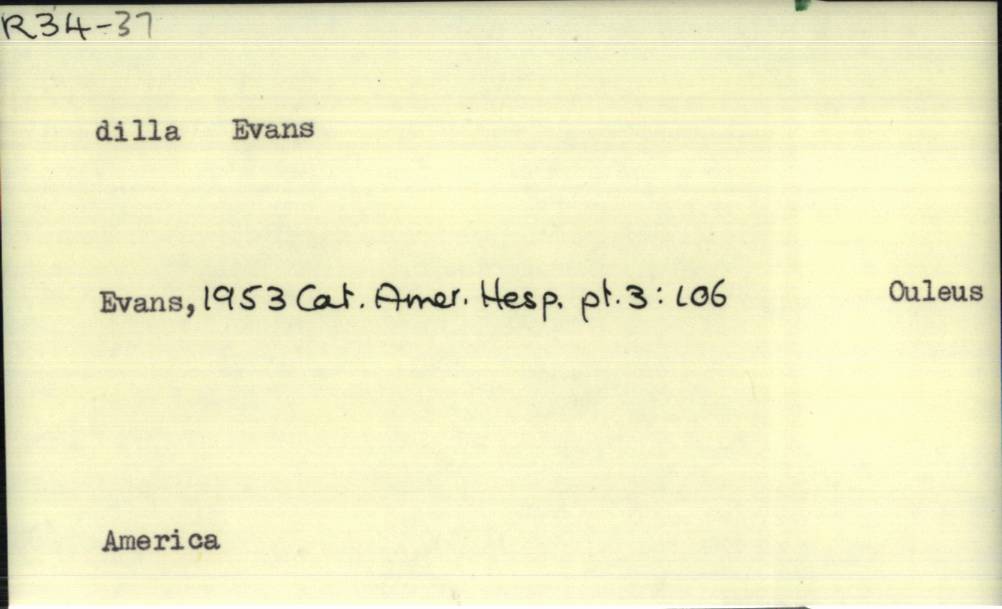 R34-37
dilla Evans
Evans, 1953 Cat. Amer. Hesp. pt. 3: 106 Ouleus
America